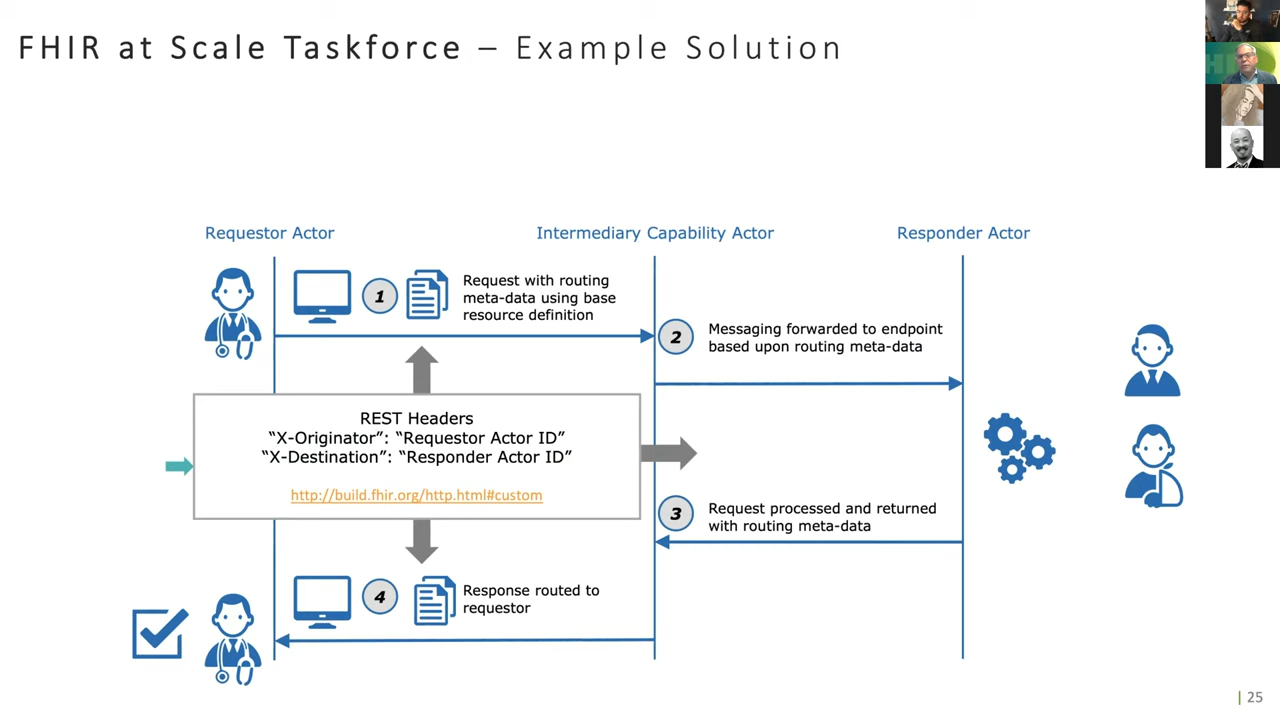 FHIR at Scale Taskforce – Example Solution
Requestor Actor
Intermediary Capability Actor
Responder Actor
1
Request with routing
meta-data using base
resource definition
2
Messaging forwarded to endpoint
based upon routing meta-data
REST Headers
“X-Originator”: “Requestor Actor ID”
“X-Destination”: “Responder Actor ID”
http://build.fhir.org/http.html#custom
3
Request processed and returned
with routing meta-data
4
Response routed to
requestor
| 25